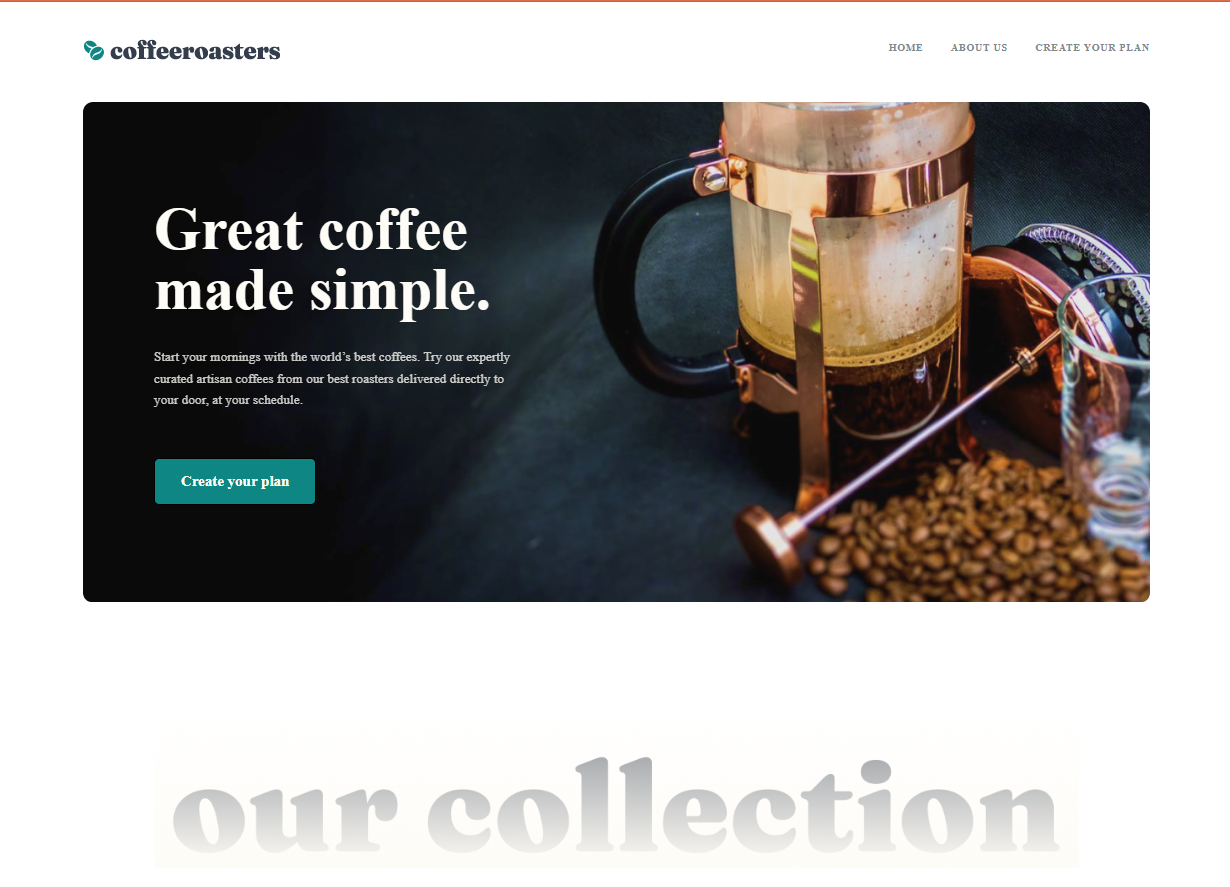 coffeeroasters
HOME ABOUT US CREATE YOUR PLAN
Great coffee
made simple.
Start your mornings with the world’s best coffees. Try our expertly
curated artisan coffees from our best roasters delivered directly to
your door, at your schedule.
Create your plan
our collection